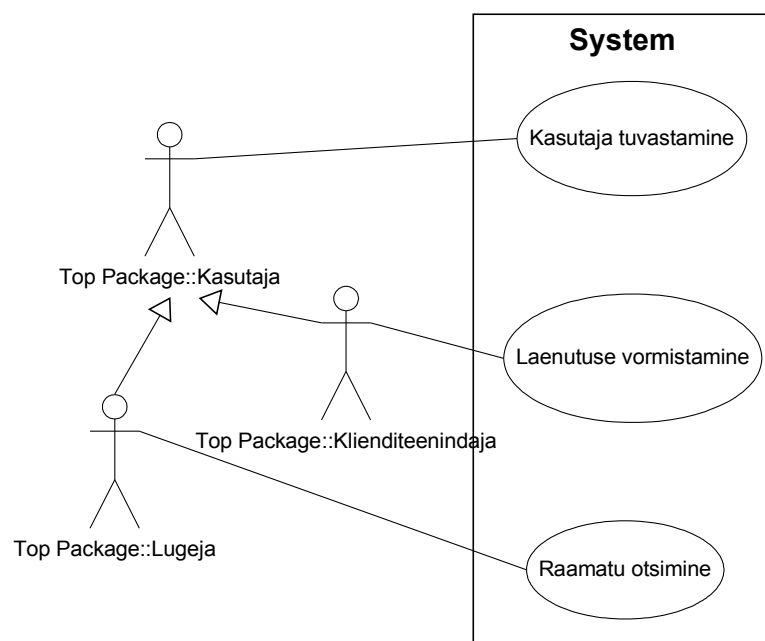 System
Kasutaja tuvastamine
Top Package::Kasutaja
Laenutuse vormistamine
Top Package::Klienditeenindaja
Top Package::Lugeja
Raamatu otsimine